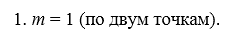 1. m = 1 (по двум точкам).